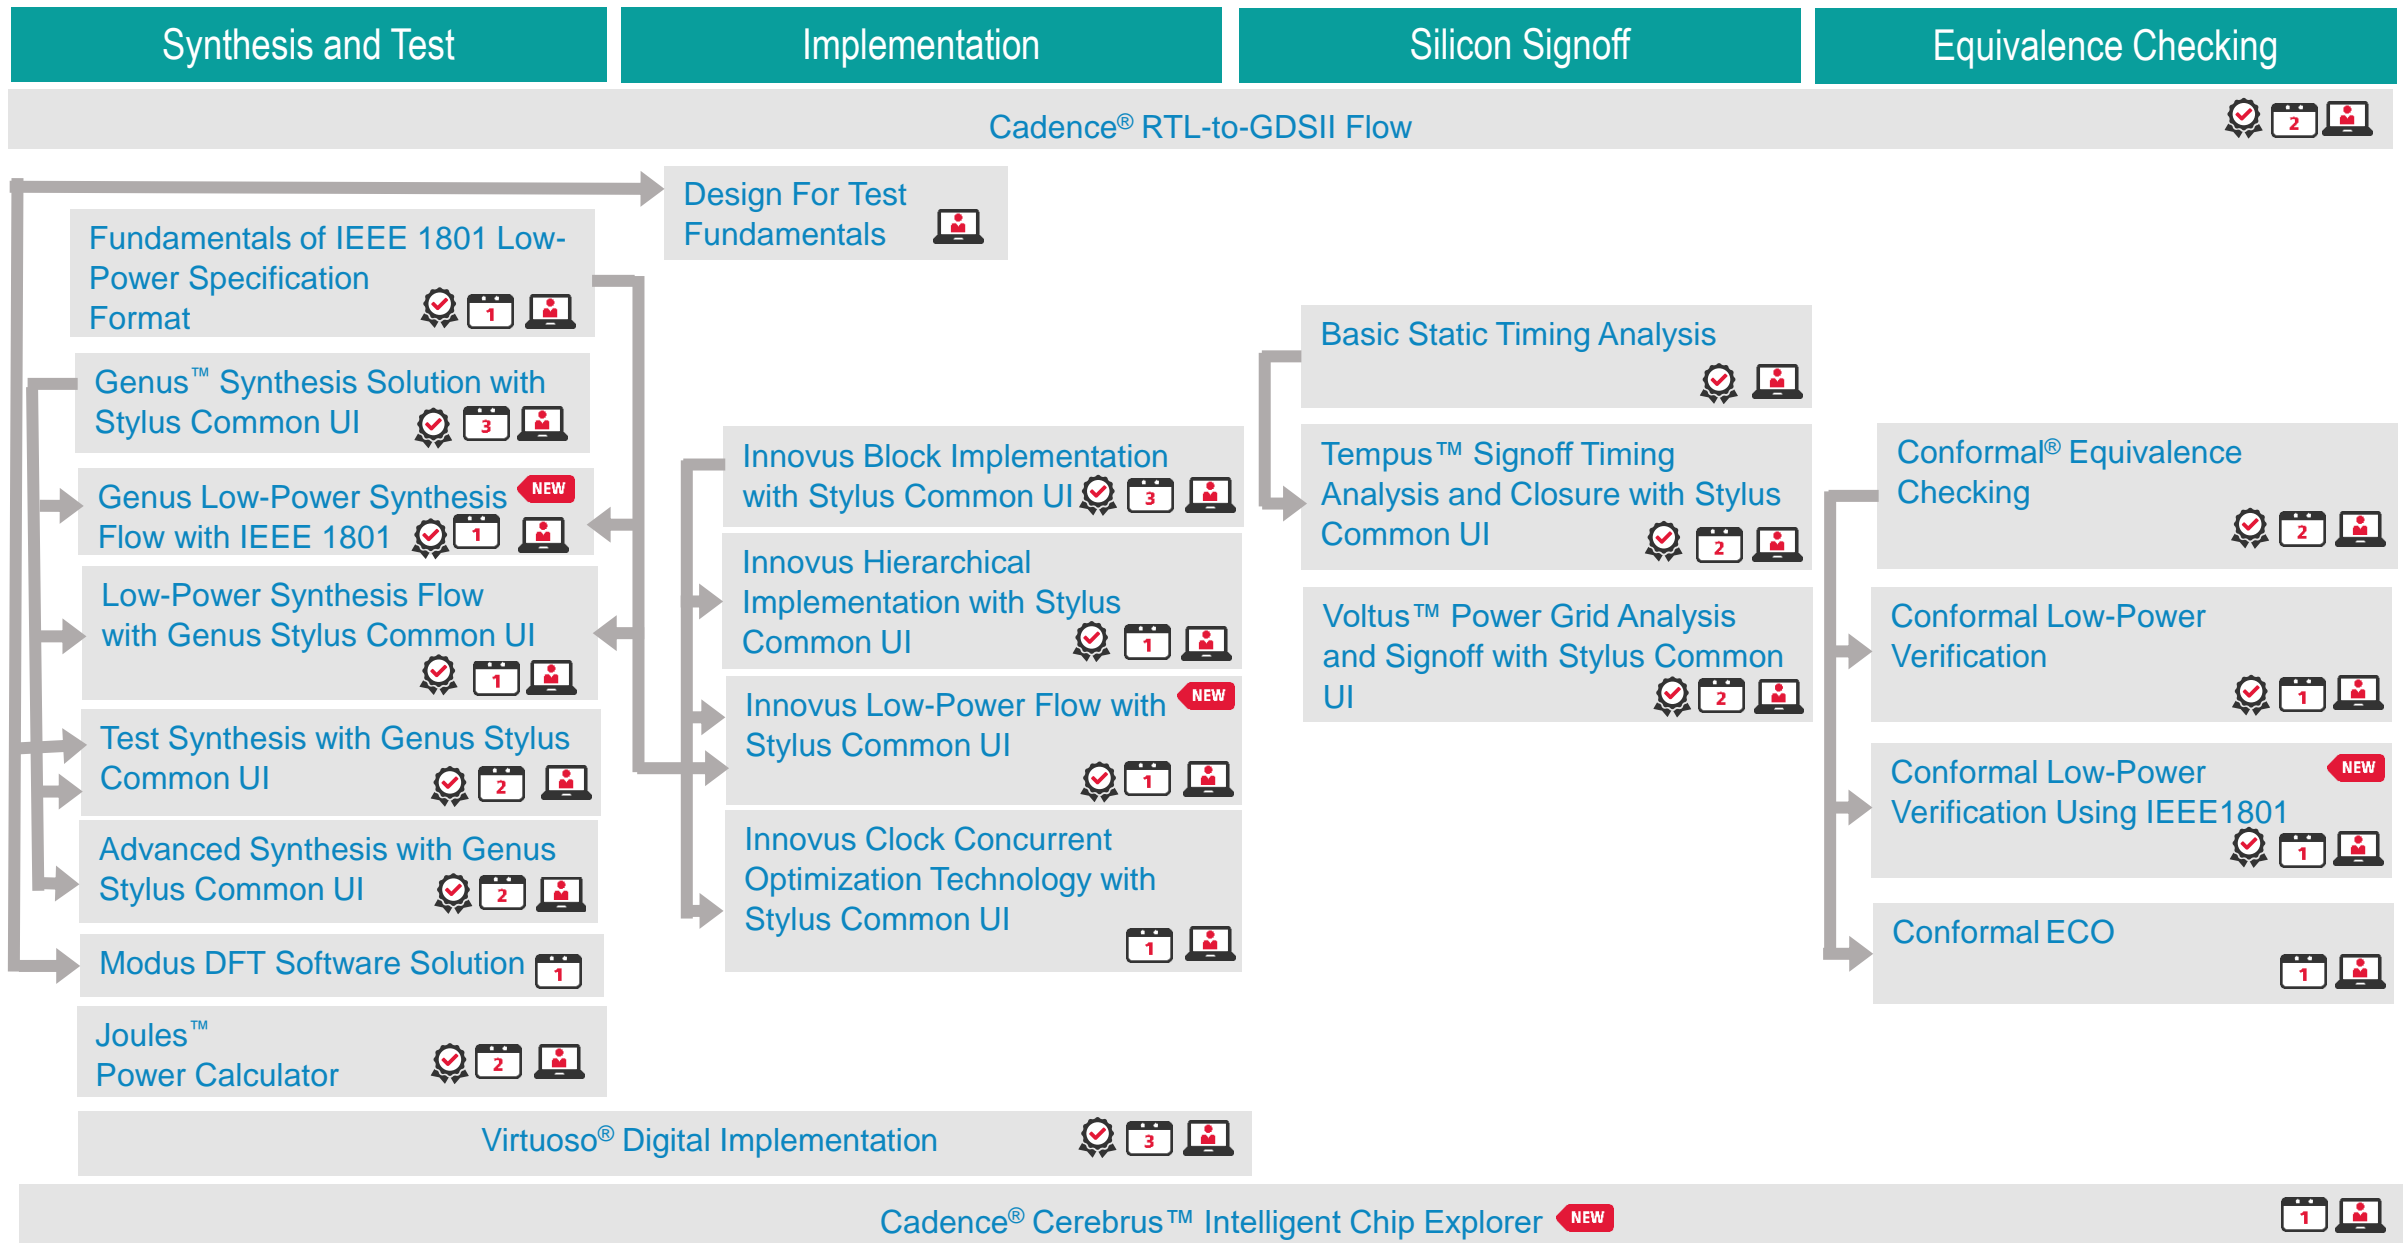 Synthesis and Test
Implementation
Silicon Signoff
Equivalence Checking
Cadence® RTL-to-GDSII Flow
2
Design For Test
Fundamentals
Fundamentals of IEEE 1801 Low-
Power Specification
Format
1
Genus™ Synthesis Solution with
Stylus Common UI
3
Genus Low-Power Synthesis
NEW
Flow with IEEE 1801
1
Low-Power Synthesis Flow
with Genus Stylus Common UI
1
Test Synthesis with Genus Stylus
Common UI
2
Advanced Synthesis with Genus
Stylus Common UI
2
Modus DFT Software Solution
1
Joules™
Power Calculator
2
Innovus Block Implementation
with Stylus Common UI
3
Innovus Hierarchical
Implementation with Stylus
Common UI
1
Innovus Low-Power Flow with
NEW
Stylus Common UI
1
Innovus Clock Concurrent
Optimization Technology with
Stylus Common UI
1
Basic Static Timing Analysis
Tempus™ Signoff Timing
Analysis and Closure with Stylus
Common UI
2
Voltus™ Power Grid Analysis
and Signoff with Stylus Common
UI
2
Conformal® Equivalence
Checking
2
Conformal Low-Power
Verification
1
Conformal Low-Power
NEW
Verification Using IEEE1801
1
Conformal ECO
1
Virtuoso® Digital Implementation
3
Cadence® Cerebrus™ Intelligent Chip Explorer
NEW
1